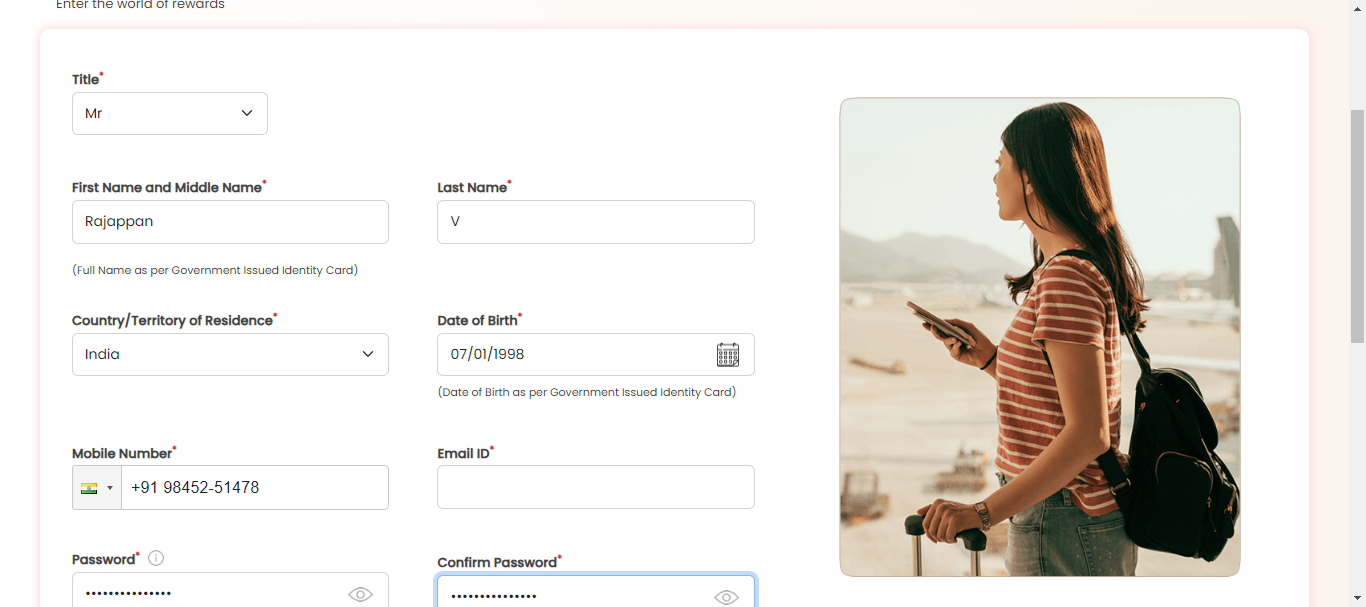 Enter the world of rewards
Title*
Mr
First Name and Middle Name*
Last Name*
Rajappan
V
(Full Name as per Government Issued Identity Card)
Country/Territory of Residence*
Date of Birth*
India
07/01/1998
(Date of Birth as per Government Issued Identity Card)
Mobile Number*
Email ID*
+91 98452-51478
Password*
Confirm Password*
•••••••••••••••
•••••••••••••••